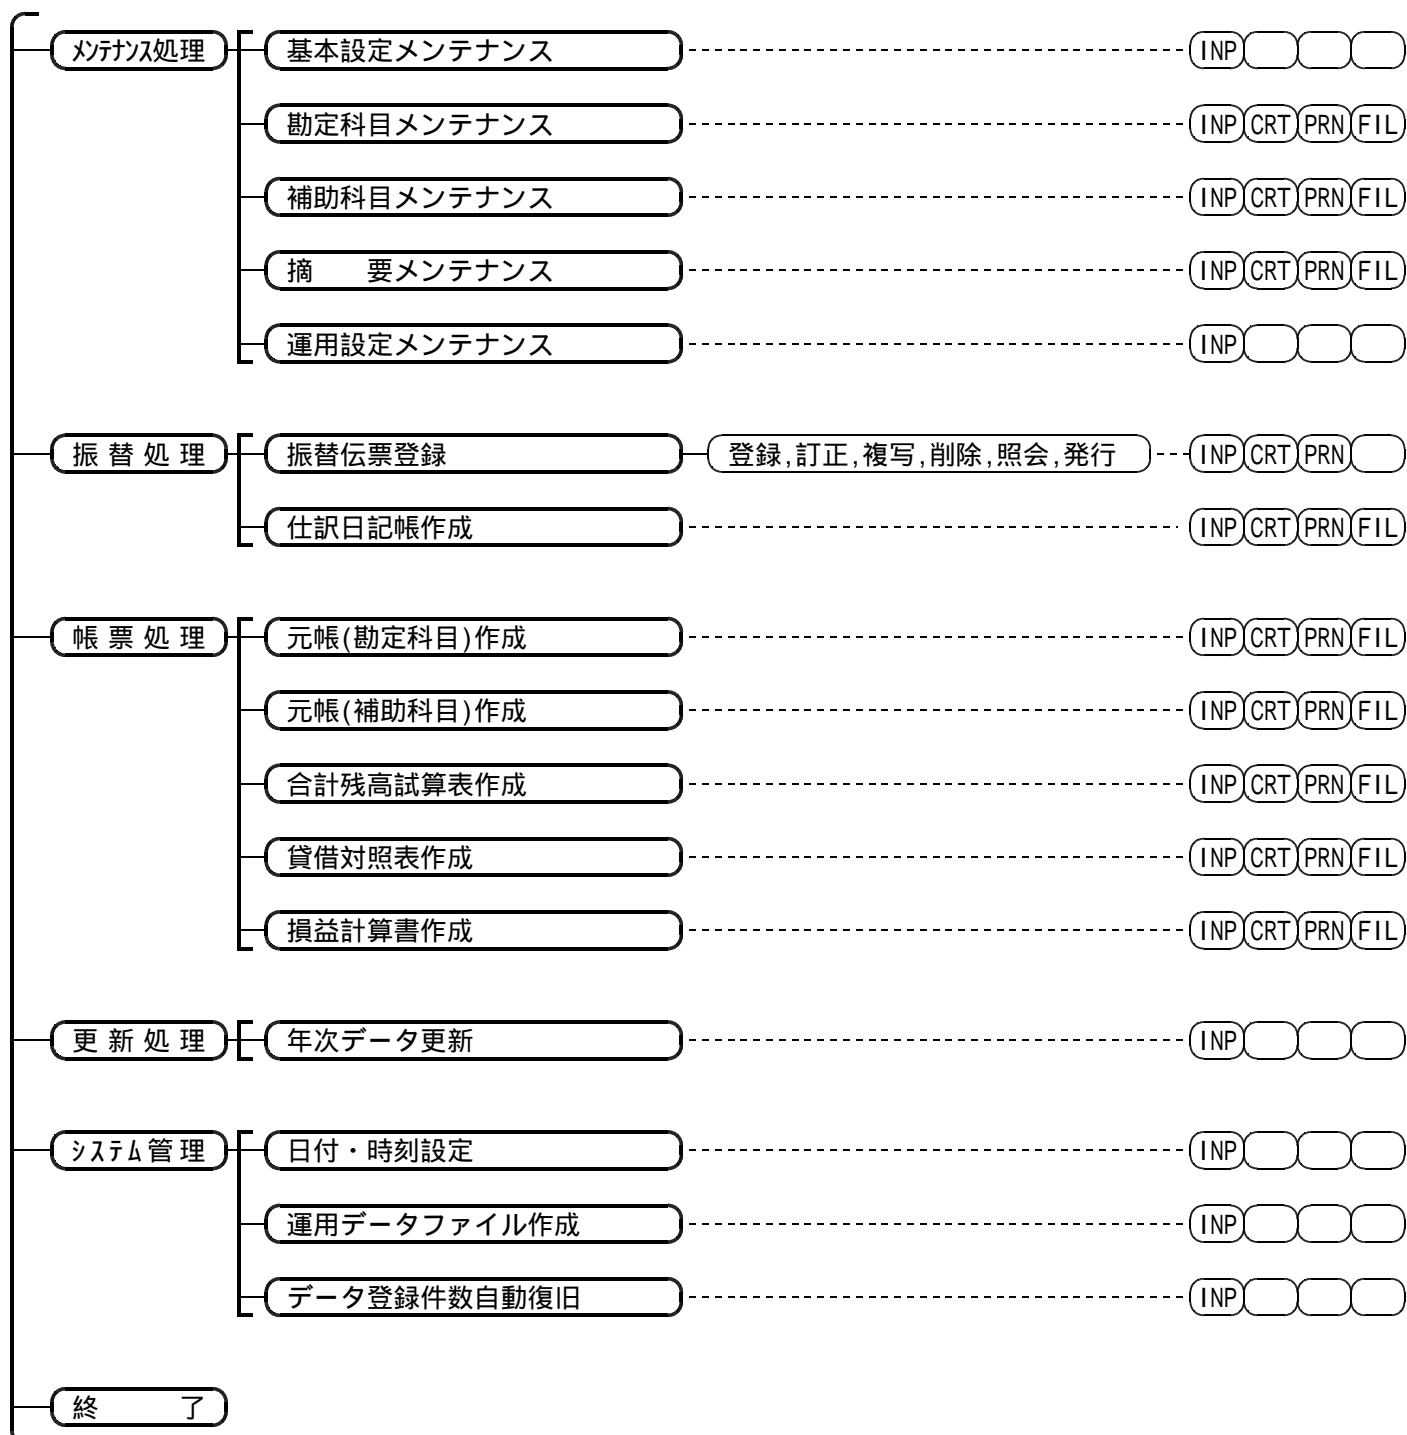 ﾒﾝﾃﾅﾝｽ処理 基本設定メンテナンス INP
勘定科目メンテナンス INP CRT PRN FIL
補助科目メンテナンス INP CRT PRN FIL
摘　　要メンテナンス INP CRT PRN FIL
運用設定メンテナンス INP
振 替 処 理 振替伝票登録 登録,訂正,複写,削除,照会,発行 INP CRT PRN
仕訳日記帳作成 INP CRT PRN FIL
帳 票 処 理 元帳(勘定科目)作成 INP CRT PRN FIL
元帳(補助科目)作成 INP CRT PRN FIL
合計残高試算表作成 INP CRT PRN FIL
貸借対照表作成 INP CRT PRN FIL
損益計算書作成 INP CRT PRN FIL
更 新 処 理 年次データ更新 INP
ｼｽﾃﾑ管 理 日付・時刻設定 INP
運用データファイル作成 INP
データ登録件数自動復旧 INP
終　　　了